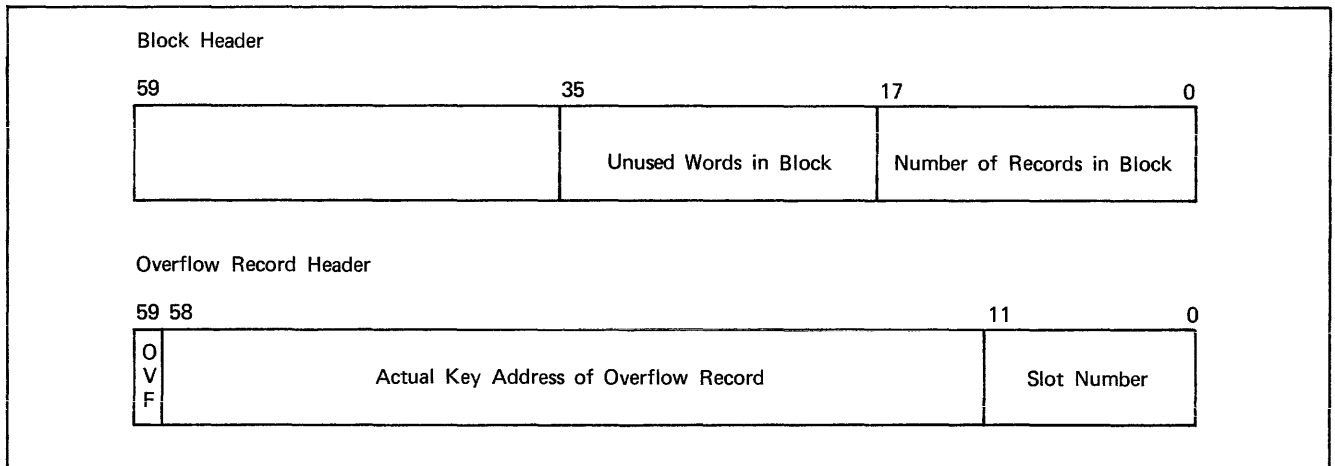 Block Header
59 35 17 0
Unused Words in Block Number of Records in Block
Overflow Record Header
59 58 11 0
O
V
F
Actual Key Address of Overflow Record Slot Number